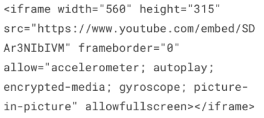 <iframe width="560" height="315"
src="https://www.youtube.com/embed/SD
Ar3NIbIVM" frameborder="0"
allow="accelerometer; autoplay;
encrypted-media; gyroscope; picture-
in-picture" allowfullscreen></iframe>